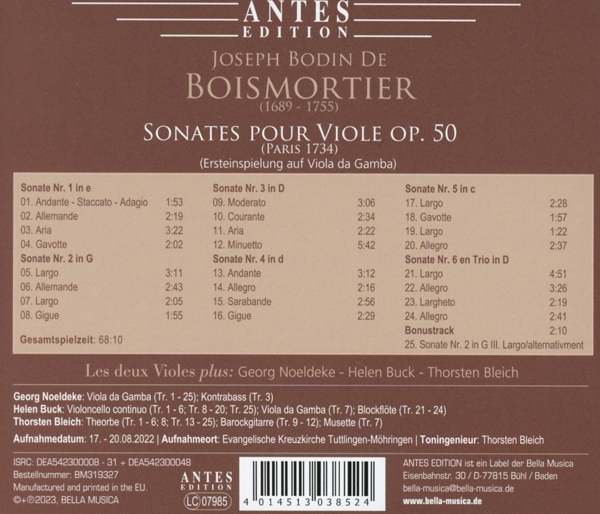 ANTES
EDITION
JOSEPH BODIN DE
BOISMORTIER
(1689 - 1755)
SONATES POUR VIOLE OP. 50
(PARIS 1734)
(Ersteinspielung auf Viola da Gamba)
Sonate Nr. 1 in e
01. Andante - Staccato - Adagio 1:53
02. Allemande 2:19
03. Aria 2:22
04. Gavotte 2:02
Sonate Nr. 2 in G
05. Largo 3:11
06. Allemande 2:43
07. Largo 2:05
08. Gigue 1:55
Gesamtspielzeit: 68:10
Sonate Nr. 3 in D
09. Moderato 3:06
10. Courante 2:34
11. Aria 2:22
12. Minuetto 5:42
Sonate Nr. 4 in d
13. Andante 3:12
14. Allegro 2:16
15. Sarabande 2:56
16. Gigue 2:29
Sonate Nr. 5 in c
17. Largo 2:28
18. Gavotte 1:57
19. Largo 1:22
20. Allegro 2:37
Sonate Nr. 6 en Trio in D
21. Largo 4:51
22. Allegro 3:26
23. Largheto 2:19
24. Allegro 2:41
Bonustrack 2:10
25. Sonate Nr. 2 in G III. Largo/alternativment
Les deux Violes plus: Georg Noeldeke - Helen Buck - Thorsten Bleich
Georg Noeldeke: Viola da Gamba (Tr. 1 - 25); Kontrabass (Tr. 3)
Helen Buck: Violoncello continuo (Tr. 1 - 6; Tr. 8 - 20; Tr. 25); Viola da Gamba (Tr. 7); Blockflöte (Tr. 21 - 24)
Thorsten Bleich: Theorbe (Tr. 1 - 6; 8; Tr. 13 - 25); Barockgitarre (Tr. 9 - 12); Musette (Tr. 7)
Aufnahmedatum: 17. - 20.08.2022 | Aufnahmeort: Evangelische Kreuzkirche Tuttlingen-Möhringen | Toningenieur: Thorsten Bleich
ISRC: DEA542300008 - 31 + DEA542300048
Bestellnummer: BM319327
Manufactured and printed in the EU.
©+℗2023, BELLA MUSICA
ANTES
EDITION
LC 07985
4 014513 038524
ANTES EDITION ist ein Label der Bella Musica
Eisenbahnstr. 30 / D-77815 Bühl / Baden
bella-musica@bella-musica.de
www.bella-musica.de